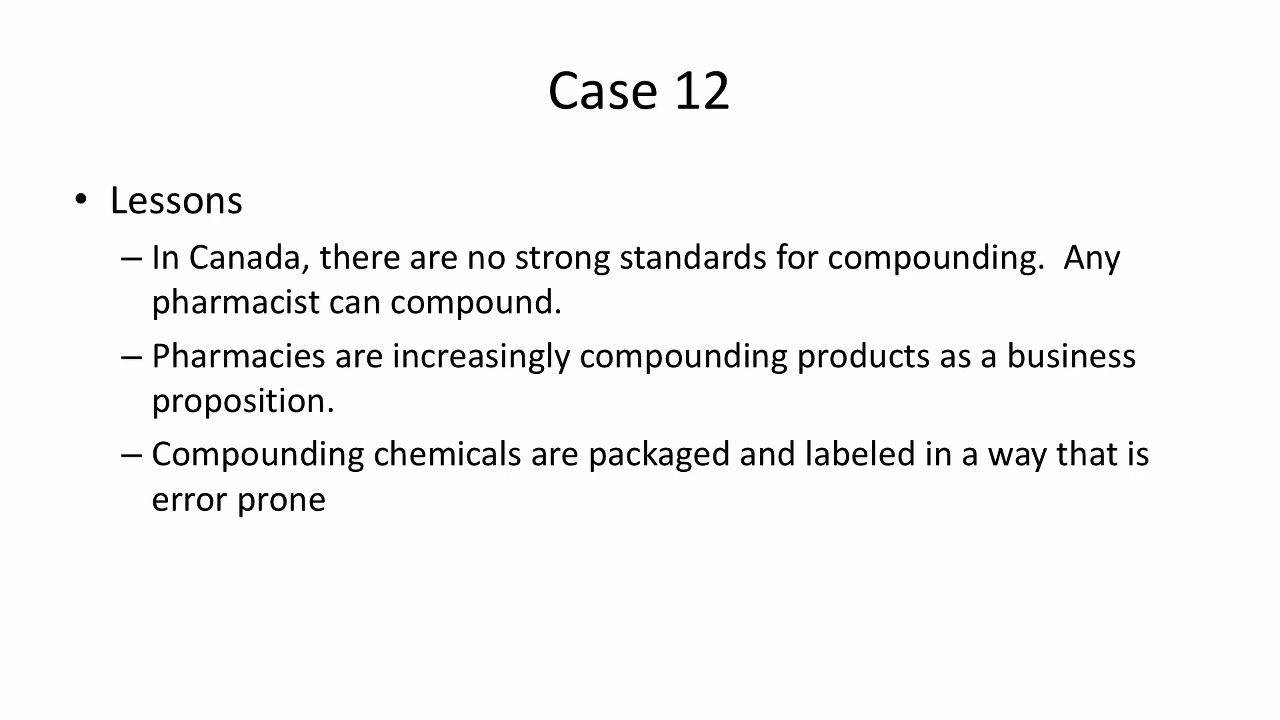 Case 12
• Lessons
– In Canada, there are no strong standards for compounding.  Any
pharmacist can compound.
– Pharmacies are increasingly compounding products as a business
proposition.
– Compounding chemicals are packaged and labeled in a way that is
error prone